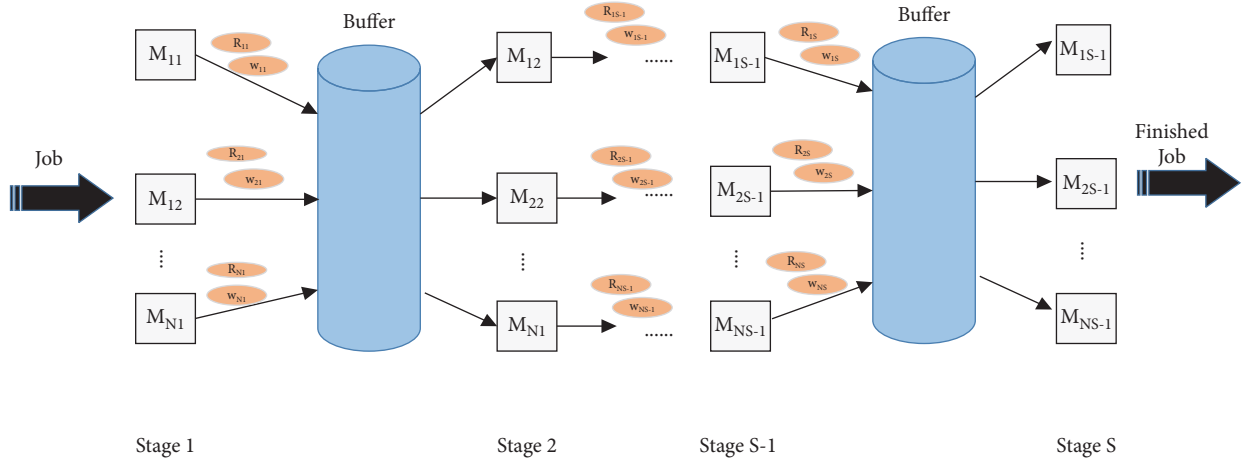 Buffer
Buffer
R11
w11
R1S-1
w1S-1
R1S
w1S
M11
M12
......
M1S-1
M1S-1
Job
R21
w21
R2S-1
w2S-1
R2S
w2S
Finished
Job
M12
M22
......
M2S-1
M2S-1
....
....
....
....
RN1
wN1
RNS-1
wNS-1
RNS
wNS
MN1
MN1
......
MNS-1
MNS-1
Stage 1
Stage 2
Stage S-1
Stage S